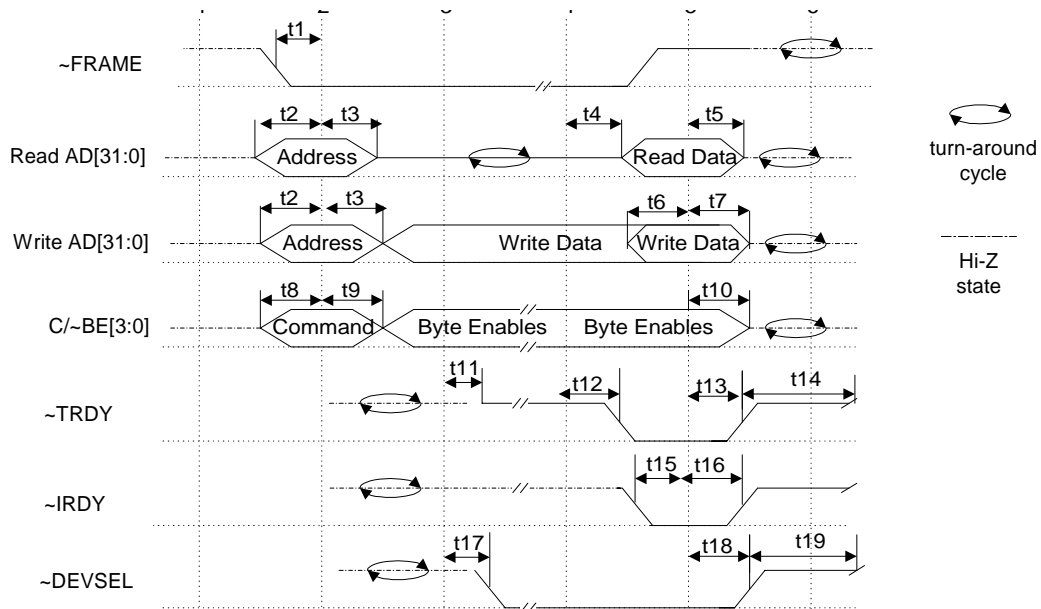 t1
~FRAME
t2 t3 t4 t5
Read AD[31:0] Address Read Data
turn-around
cycle
t2 t3 t6 t7
Write AD[31:0] Address Write Data Write Data
Hi-Z
state
t8 t9 t10
C/~BE[3:0] Command Byte Enables Byte Enables
t11 t12 t13 t14
~TRDY
t15 t16
~IRDY
t17 t18 t19
~DEVSEL